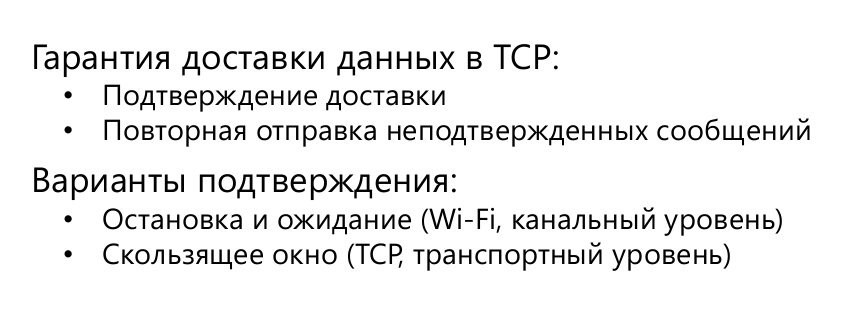 Гарантия доставки данных в TCP:
• Подтверждение доставки
• Повторная отправка неподтвержденных сообщений
Варианты подтверждения:
• Остановка и ожидание (Wi-Fi, канальный уровень)
• Скользящее окно (TCP, транспортный уровень)